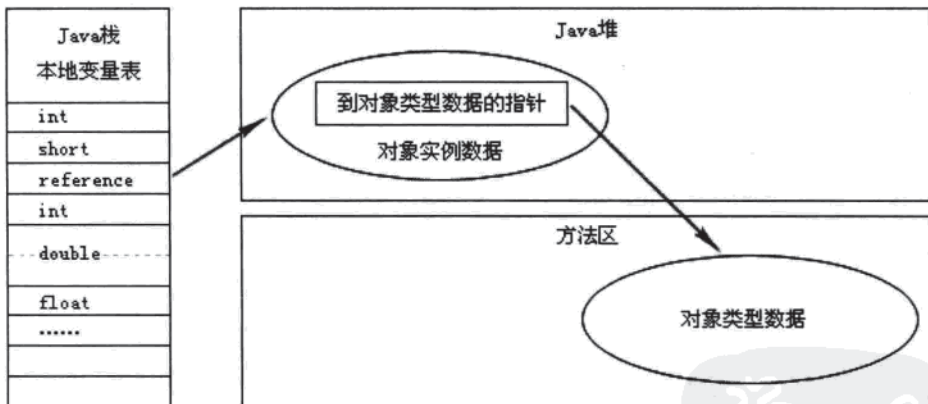 Java栈
本地变量表
int
short
reference
int
double
float
……
Java堆
到对象类型数据的指针
对象实例数据
方法区
对象类型数据